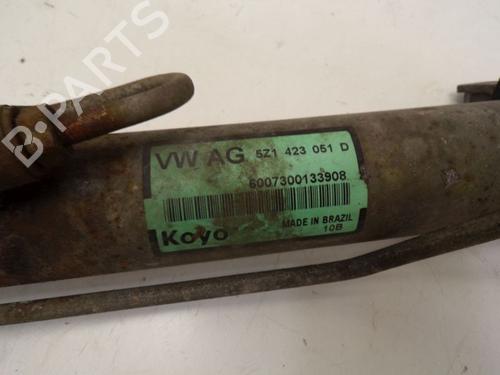 B-PARTS
VW AG 5Z1 423 051 D
6007300133908
Koyo MADE IN BRAZIL
10B